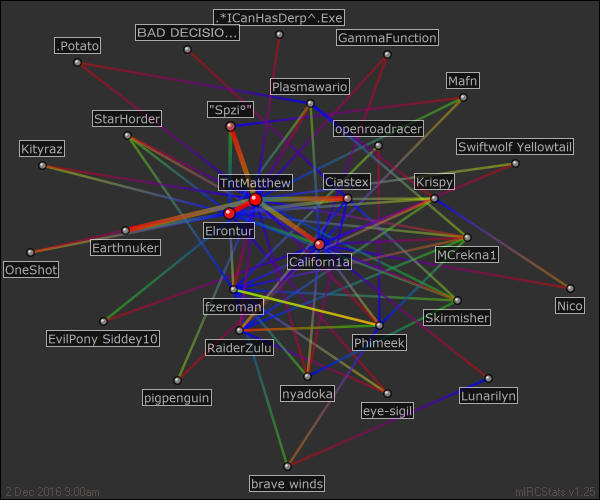 .*ICanHasDerp^.Exe
BAD DECISIO...
.Potato
GammaFunction
Plasmawario
Mafn
"Spzi°"
StarHorder
openroadracer
Kityraz
Swiftwolf Yellowtail
TntMatthew
Ciastex
Krispy
Elrontur
Earthnuker
Californ1a
MCrekna1
OneShot
fzeroman
Nico
Skirmisher
EvilPony Siddey10
RaiderZulu
Phimeek
pigpenguin
nyadoka
eye-sigil
Lunarilyn
brave winds
2 Dec 2016 9:00am
mIRCStats v1.25